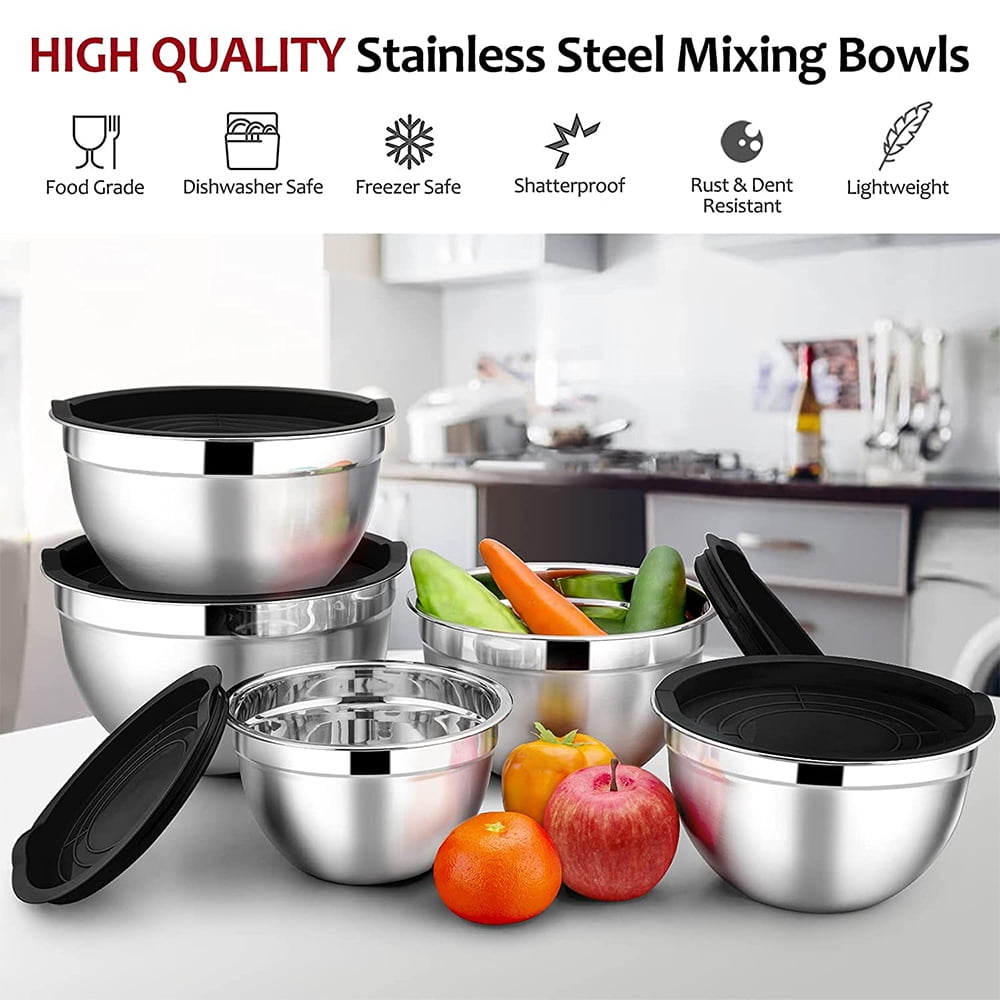 HIGH QUALITY Stainless Steel Mixing Bowls
Food Grade
Dishwasher Safe
Freezer Safe
Shatterproof
Rust & Dent
Resistant
Lightweight